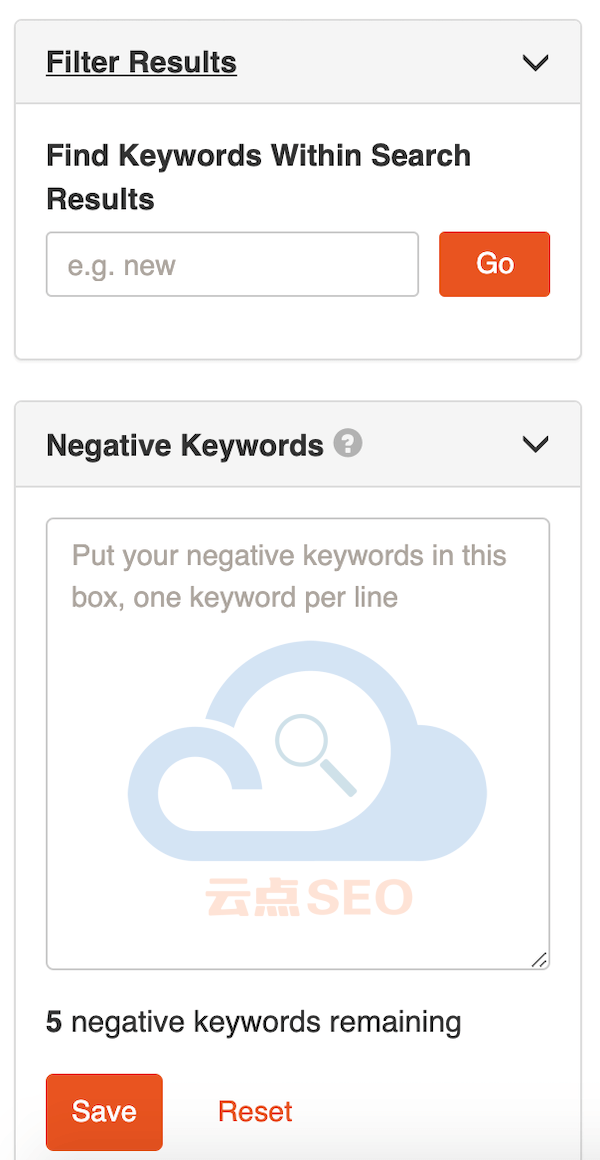 Filter Results
Find Keywords Within Search
Results
e.g. new
Go
Negative Keywords ?
Put your negative keywords in this
box, one keyword per line
云点SEO
5 negative keywords remaining
Save
Reset